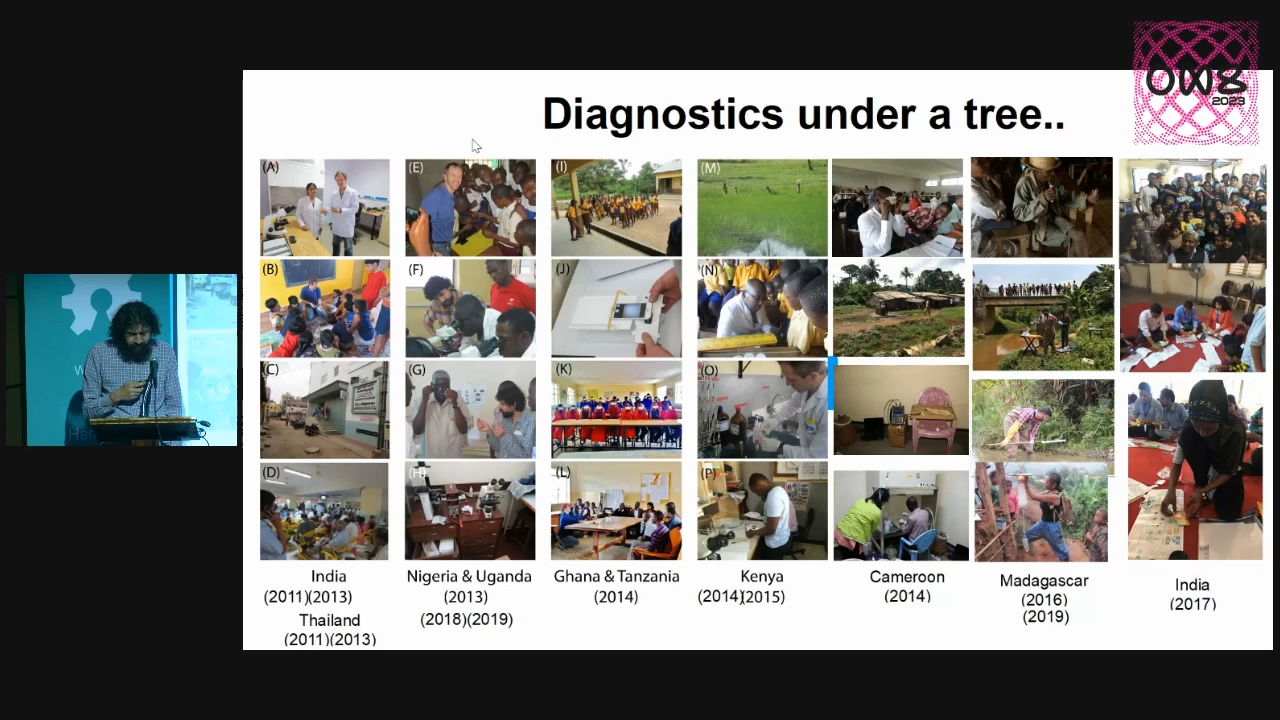 OW8
2023
Diagnostics under a tree..
(A)
(E)
(I)
(M)
(B)
(F)
(J)
(N)
(C)
(G)
(K)
(O)
(D)
(H)
(L)
(P)
India
(2011)(2013)
Thailand
(2011)(2013)
Nigeria & Uganda
(2013)
(2018)(2019)
Ghana & Tanzania
(2014)
Kenya
(2014)(2015)
Cameroon
(2014)
Madagascar
(2016)
(2019)
India
(2017)